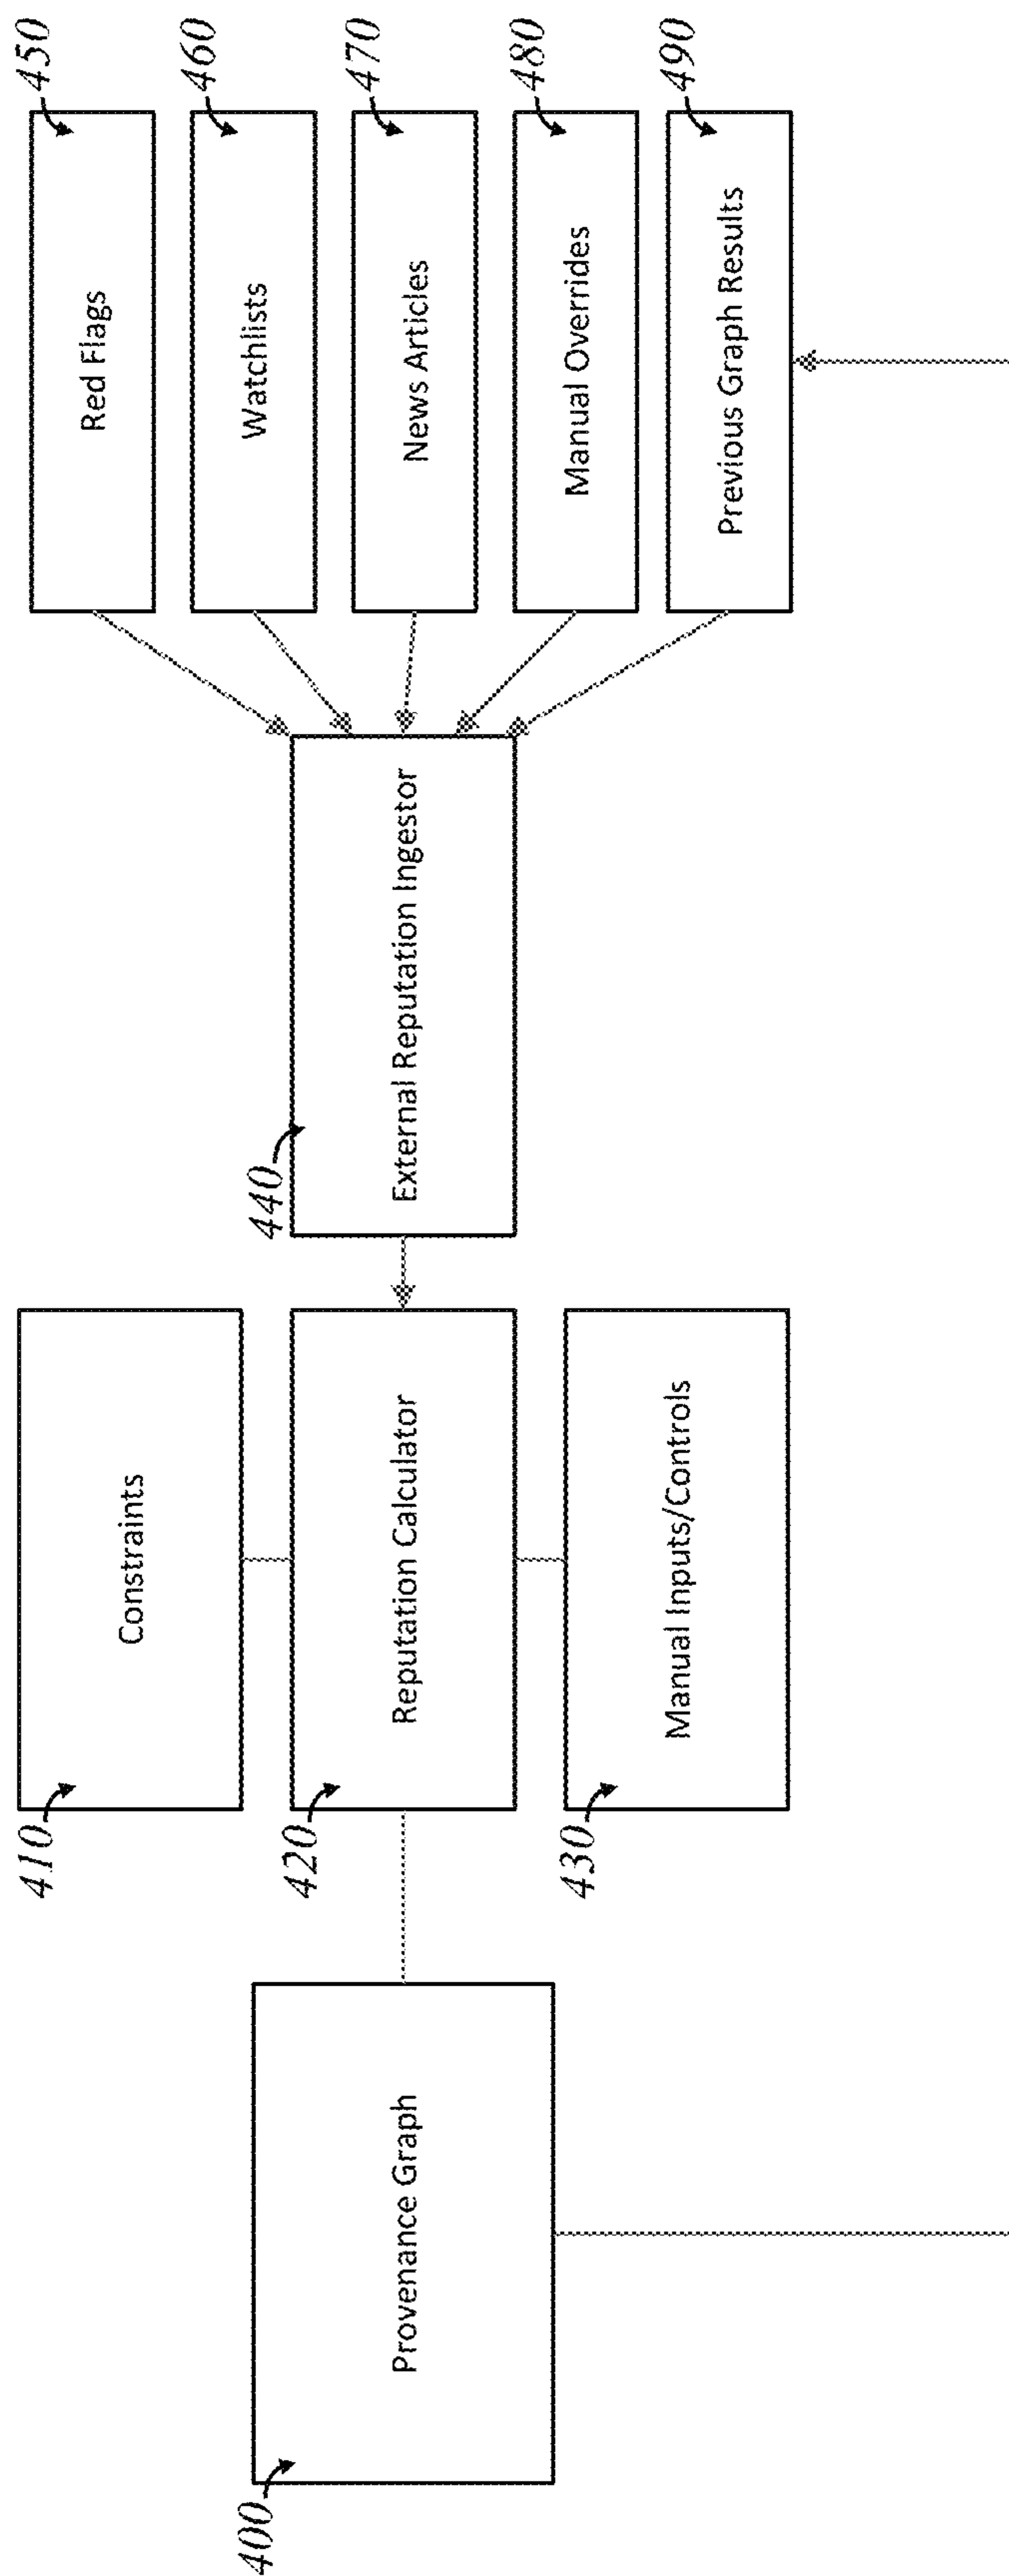 400
Provenance Graph
410
Constraints
420
Reputation Calculator
430
Manual Inputs/Controls
440
External Reputation Ingestor
450
Red Flags
460
Watchlists
470
News Articles
480
Manual Overrides
490
Previous Graph Results